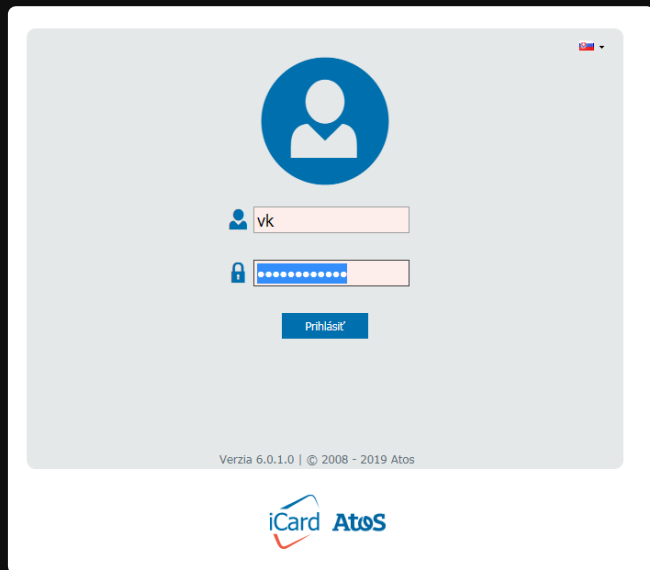 vk
••••••••••••
Prihlásiť
Verzia 6.0.1.0 | © 2008 - 2019 Atos
iCard Atos